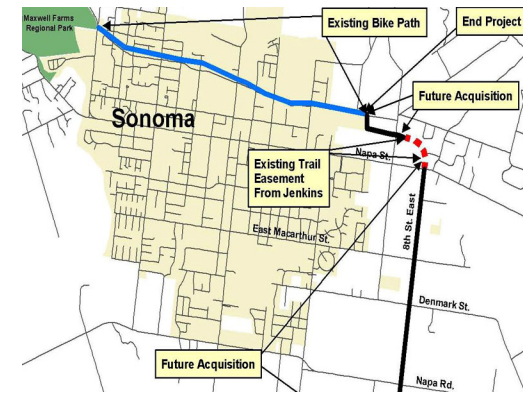 Maxwell Farms
Regional Park
Existing Bike Path
End Project
Future Acquisition
Sonoma
Napa St.
Existing Trail
Easement
From Jenkins
8th St. East
East Macarthur St.
Denmark St.
Future Acquisition
Napa Rd.